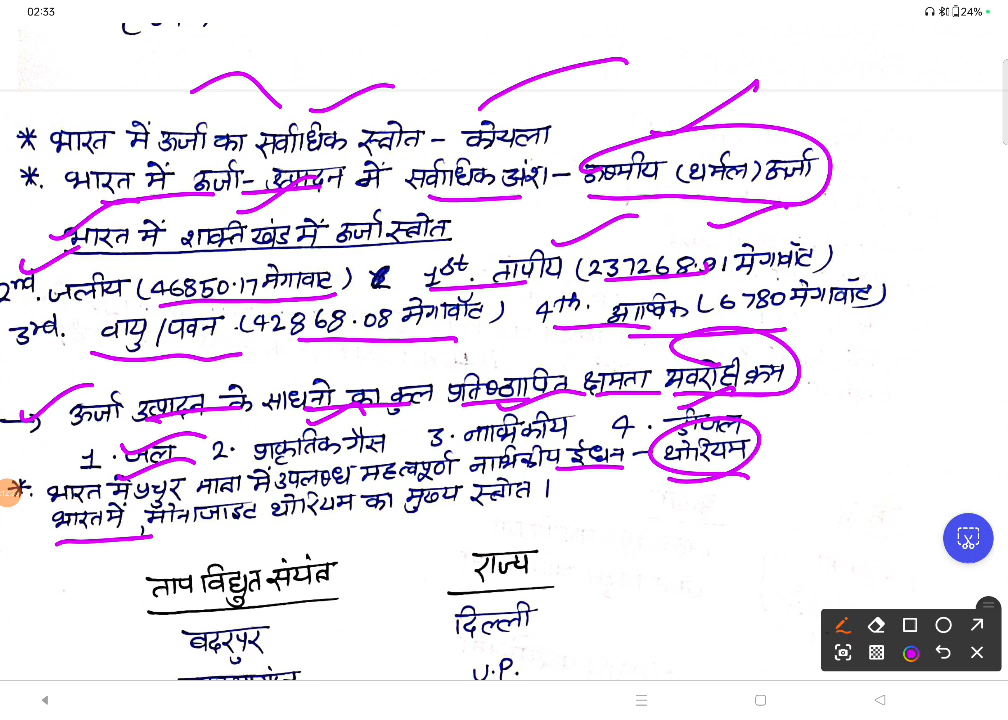 02:33
24%
* भारत में ऊर्जा का सर्वाधिक स्त्रोत - कोयला
*. भारत में ऊर्जा-उत्पादन में सर्वाधिक अंश - ऊष्मीय (थर्मल) ऊर्जा
भारत में शक्ति खंड में ऊर्जा स्त्रोत
2nd. जलीय (46850.17 मेगावाट) 1st. तापीय (237268.91 मेगावॉट)
3rd. वायु/पवन (42868.08 मेगावॉट) 4th. आण्विक (6780 मेगावॉट)
→ ऊर्जा उत्पादन के साधनो का कुल प्रतिष्ठापित क्षमता अवरोही क्रम
1. जल 2. प्राकृतिक गैस 3. नाभिकीय 4. डीजल
*. भारत में प्रचुर मात्रा में उपलब्ध महत्वपूर्ण नाभिकीय ईंधन - थोरियम
भारत में, मोनाजाइट थोरियम का मुख्य स्त्रोत।
ताप विद्युत संयंत्र राज्य
बदरपुर दिल्ली
U.P.